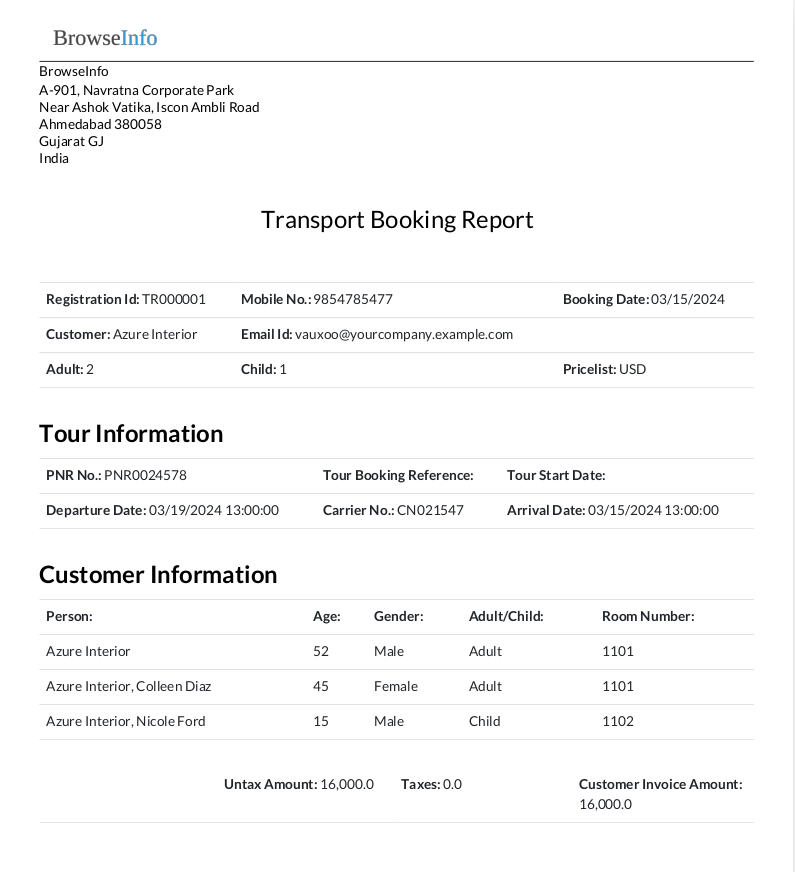 BrowseInfo
BrowseInfo
A-901, Navratna Corporate Park
Near Ashok Vatika, Iscon Ambli Road
Ahmedabad 380058
Gujarat GJ
India
Transport Booking Report
Registration Id: TR000001 Mobile No.: 9854785477 Booking Date: 03/15/2024
Customer: Azure Interior Email Id: vauxoo@yourcompany.example.com
Adult: 2 Child: 1 Pricelist: USD
Tour Information
PNR No.: PNR0024578 Tour Booking Reference: Tour Start Date:
Departure Date: 03/19/2024 13:00:00 Carrier No.: CN021547 Arrival Date: 03/15/2024 13:00:00
Customer Information
Person: Age: Gender: Adult/Child: Room Number:
Azure Interior 52 Male Adult 1101
Azure Interior, Colleen Diaz 45 Female Adult 1101
Azure Interior, Nicole Ford 15 Male Child 1102
Untax Amount: 16,000.0 Taxes: 0.0 Customer Invoice Amount:
16,000.0